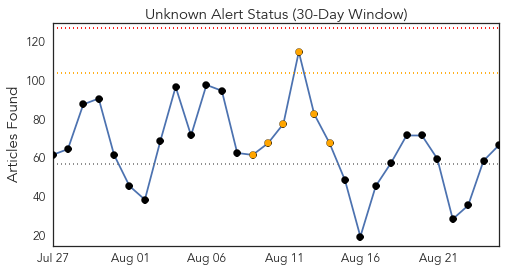 Unknown Alert Status (30-Day Window)
Articles Found
120
100
80
60
40
20
Jul 27 Aug 01 Aug 06 Aug 11 Aug 16 Aug 21